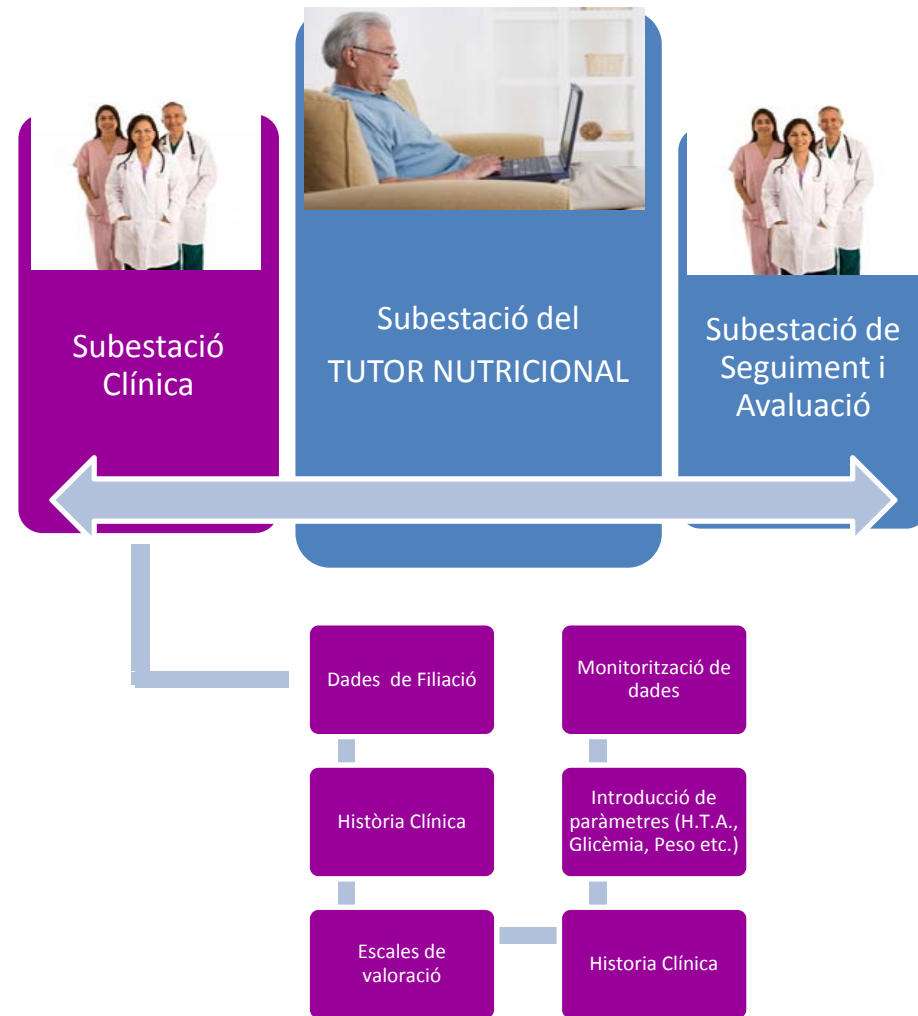 Subestació
Clínica
Subestació del
TUTOR NUTRICIONAL
Subestació de
Seguiment i
Avaluació
Dades de Filiació
Història Clínica
Escales de
valoració
Historia Clínica
Introducció de
paràmetres (H.T.A.,
Glicèmia, Peso etc.)
Monitorització de
dades